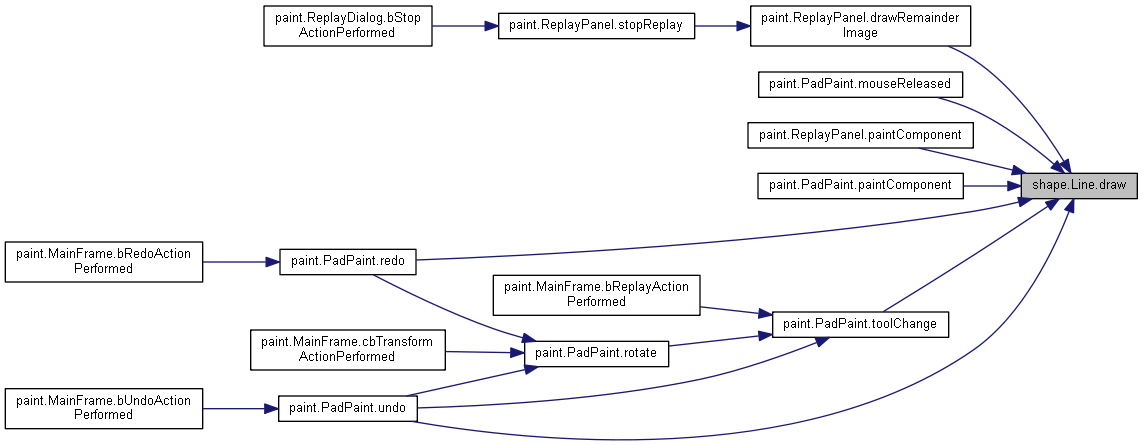 paint.ReplayDialog.bStop
ActionPerformed
paint.ReplayPanel.stopReplay
paint.ReplayPanel.drawRemainder
Image
paint.PadPaint.mouseReleased
paint.ReplayPanel.paintComponent
paint.PadPaint.paintComponent
shape.Line.draw
paint.MainFrame.bRedoAction
Performed
paint.PadPaint.redo
paint.MainFrame.bReplayAction
Performed
paint.PadPaint.toolChange
paint.MainFrame.cbTransform
ActionPerformed
paint.PadPaint.rotate
paint.MainFrame.bUndoAction
Performed
paint.PadPaint.undo